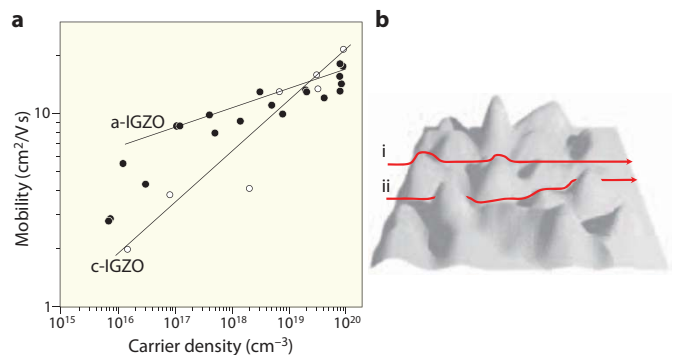 a
b
Mobility (cm²/V s)
10
1
a-IGZO
c-IGZO
10¹⁵ 10¹⁶ 10¹⁷ 10¹⁸ 10¹⁹ 10²⁰
Carrier density (cm⁻³)
i
ii